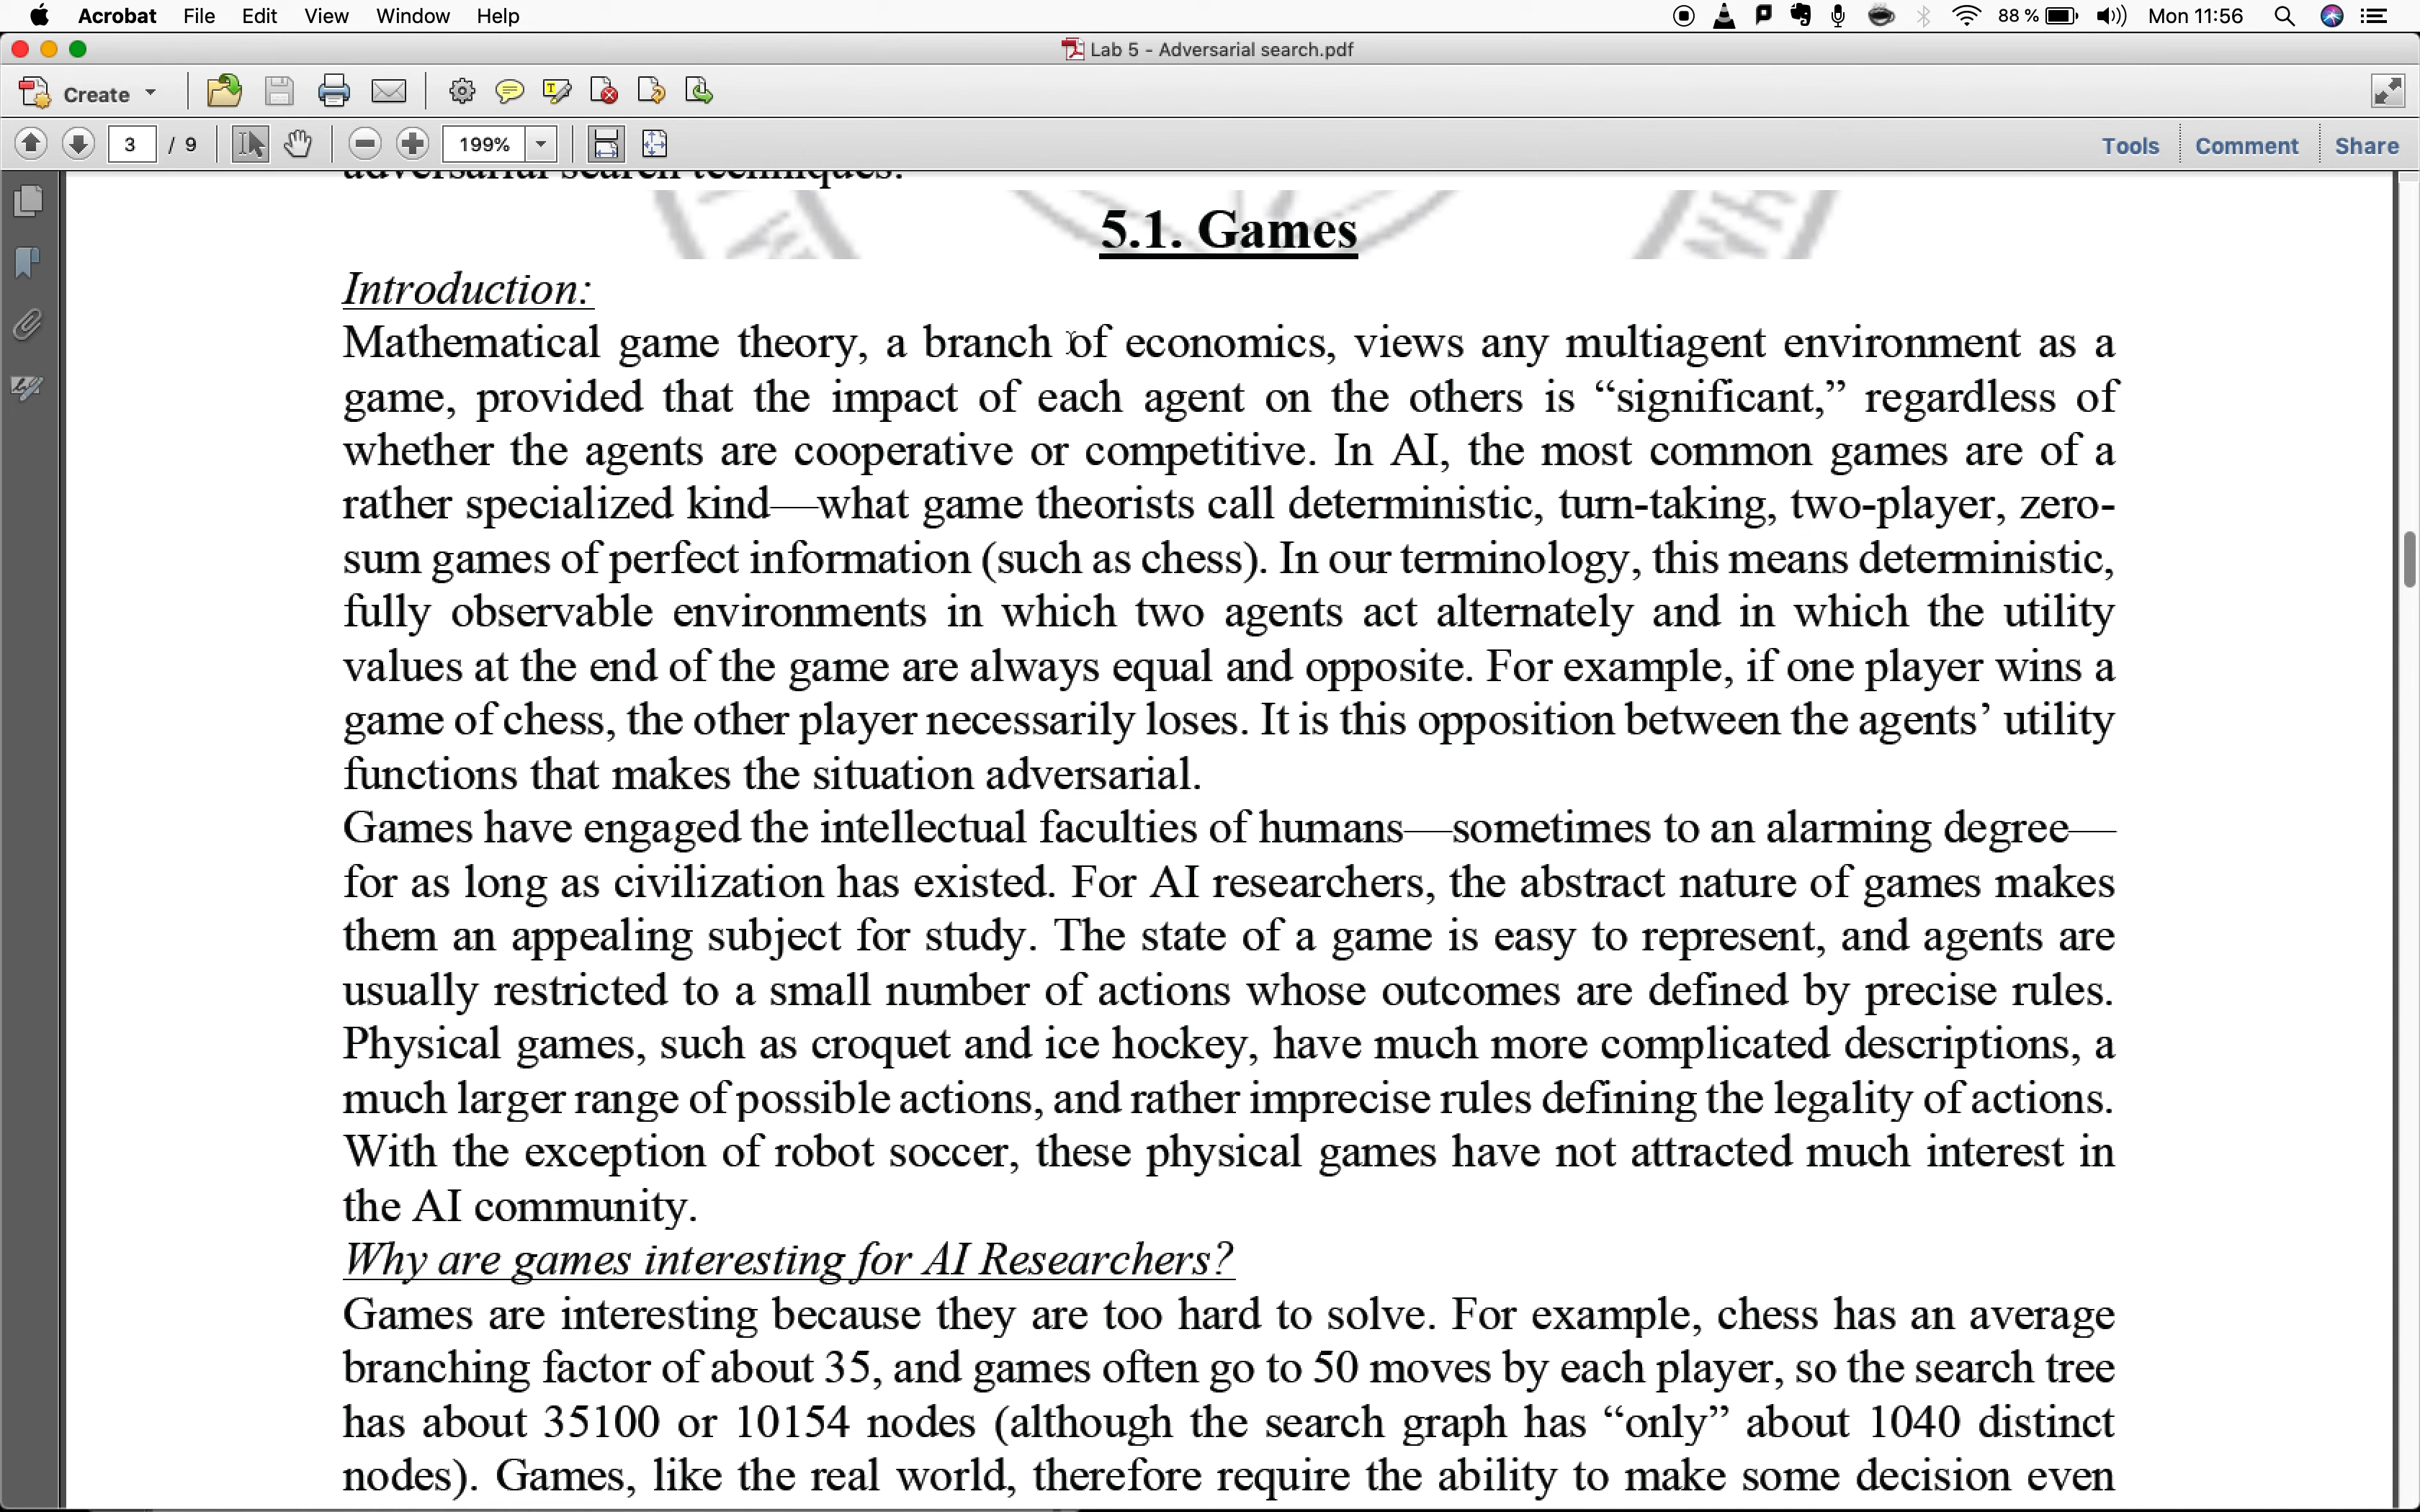 Acrobat File Edit View Window Help 88 % Mon 11:56
Lab 5 - Adversarial search.pdf
Create
3 / 9 199% Tools Comment Share
adversarial search techniques.
5.1. Games
Introduction:
Mathematical game theory, a branch of economics, views any multiagent environment as a
game, provided that the impact of each agent on the others is “significant,” regardless of
whether the agents are cooperative or competitive. In AI, the most common games are of a
rather specialized kind—what game theorists call deterministic, turn-taking, two-player, zero-
sum games of perfect information (such as chess). In our terminology, this means deterministic,
fully observable environments in which two agents act alternately and in which the utility
values at the end of the game are always equal and opposite. For example, if one player wins a
game of chess, the other player necessarily loses. It is this opposition between the agents’ utility
functions that makes the situation adversarial.
Games have engaged the intellectual faculties of humans—sometimes to an alarming degree—
for as long as civilization has existed. For AI researchers, the abstract nature of games makes
them an appealing subject for study. The state of a game is easy to represent, and agents are
usually restricted to a small number of actions whose outcomes are defined by precise rules.
Physical games, such as croquet and ice hockey, have much more complicated descriptions, a
much larger range of possible actions, and rather imprecise rules defining the legality of actions.
With the exception of robot soccer, these physical games have not attracted much interest in
the AI community.
Why are games interesting for AI Researchers?
Games are interesting because they are too hard to solve. For example, chess has an average
branching factor of about 35, and games often go to 50 moves by each player, so the search tree
has about 35100 or 10154 nodes (although the search graph has “only” about 1040 distinct
nodes). Games, like the real world, therefore require the ability to make some decision even